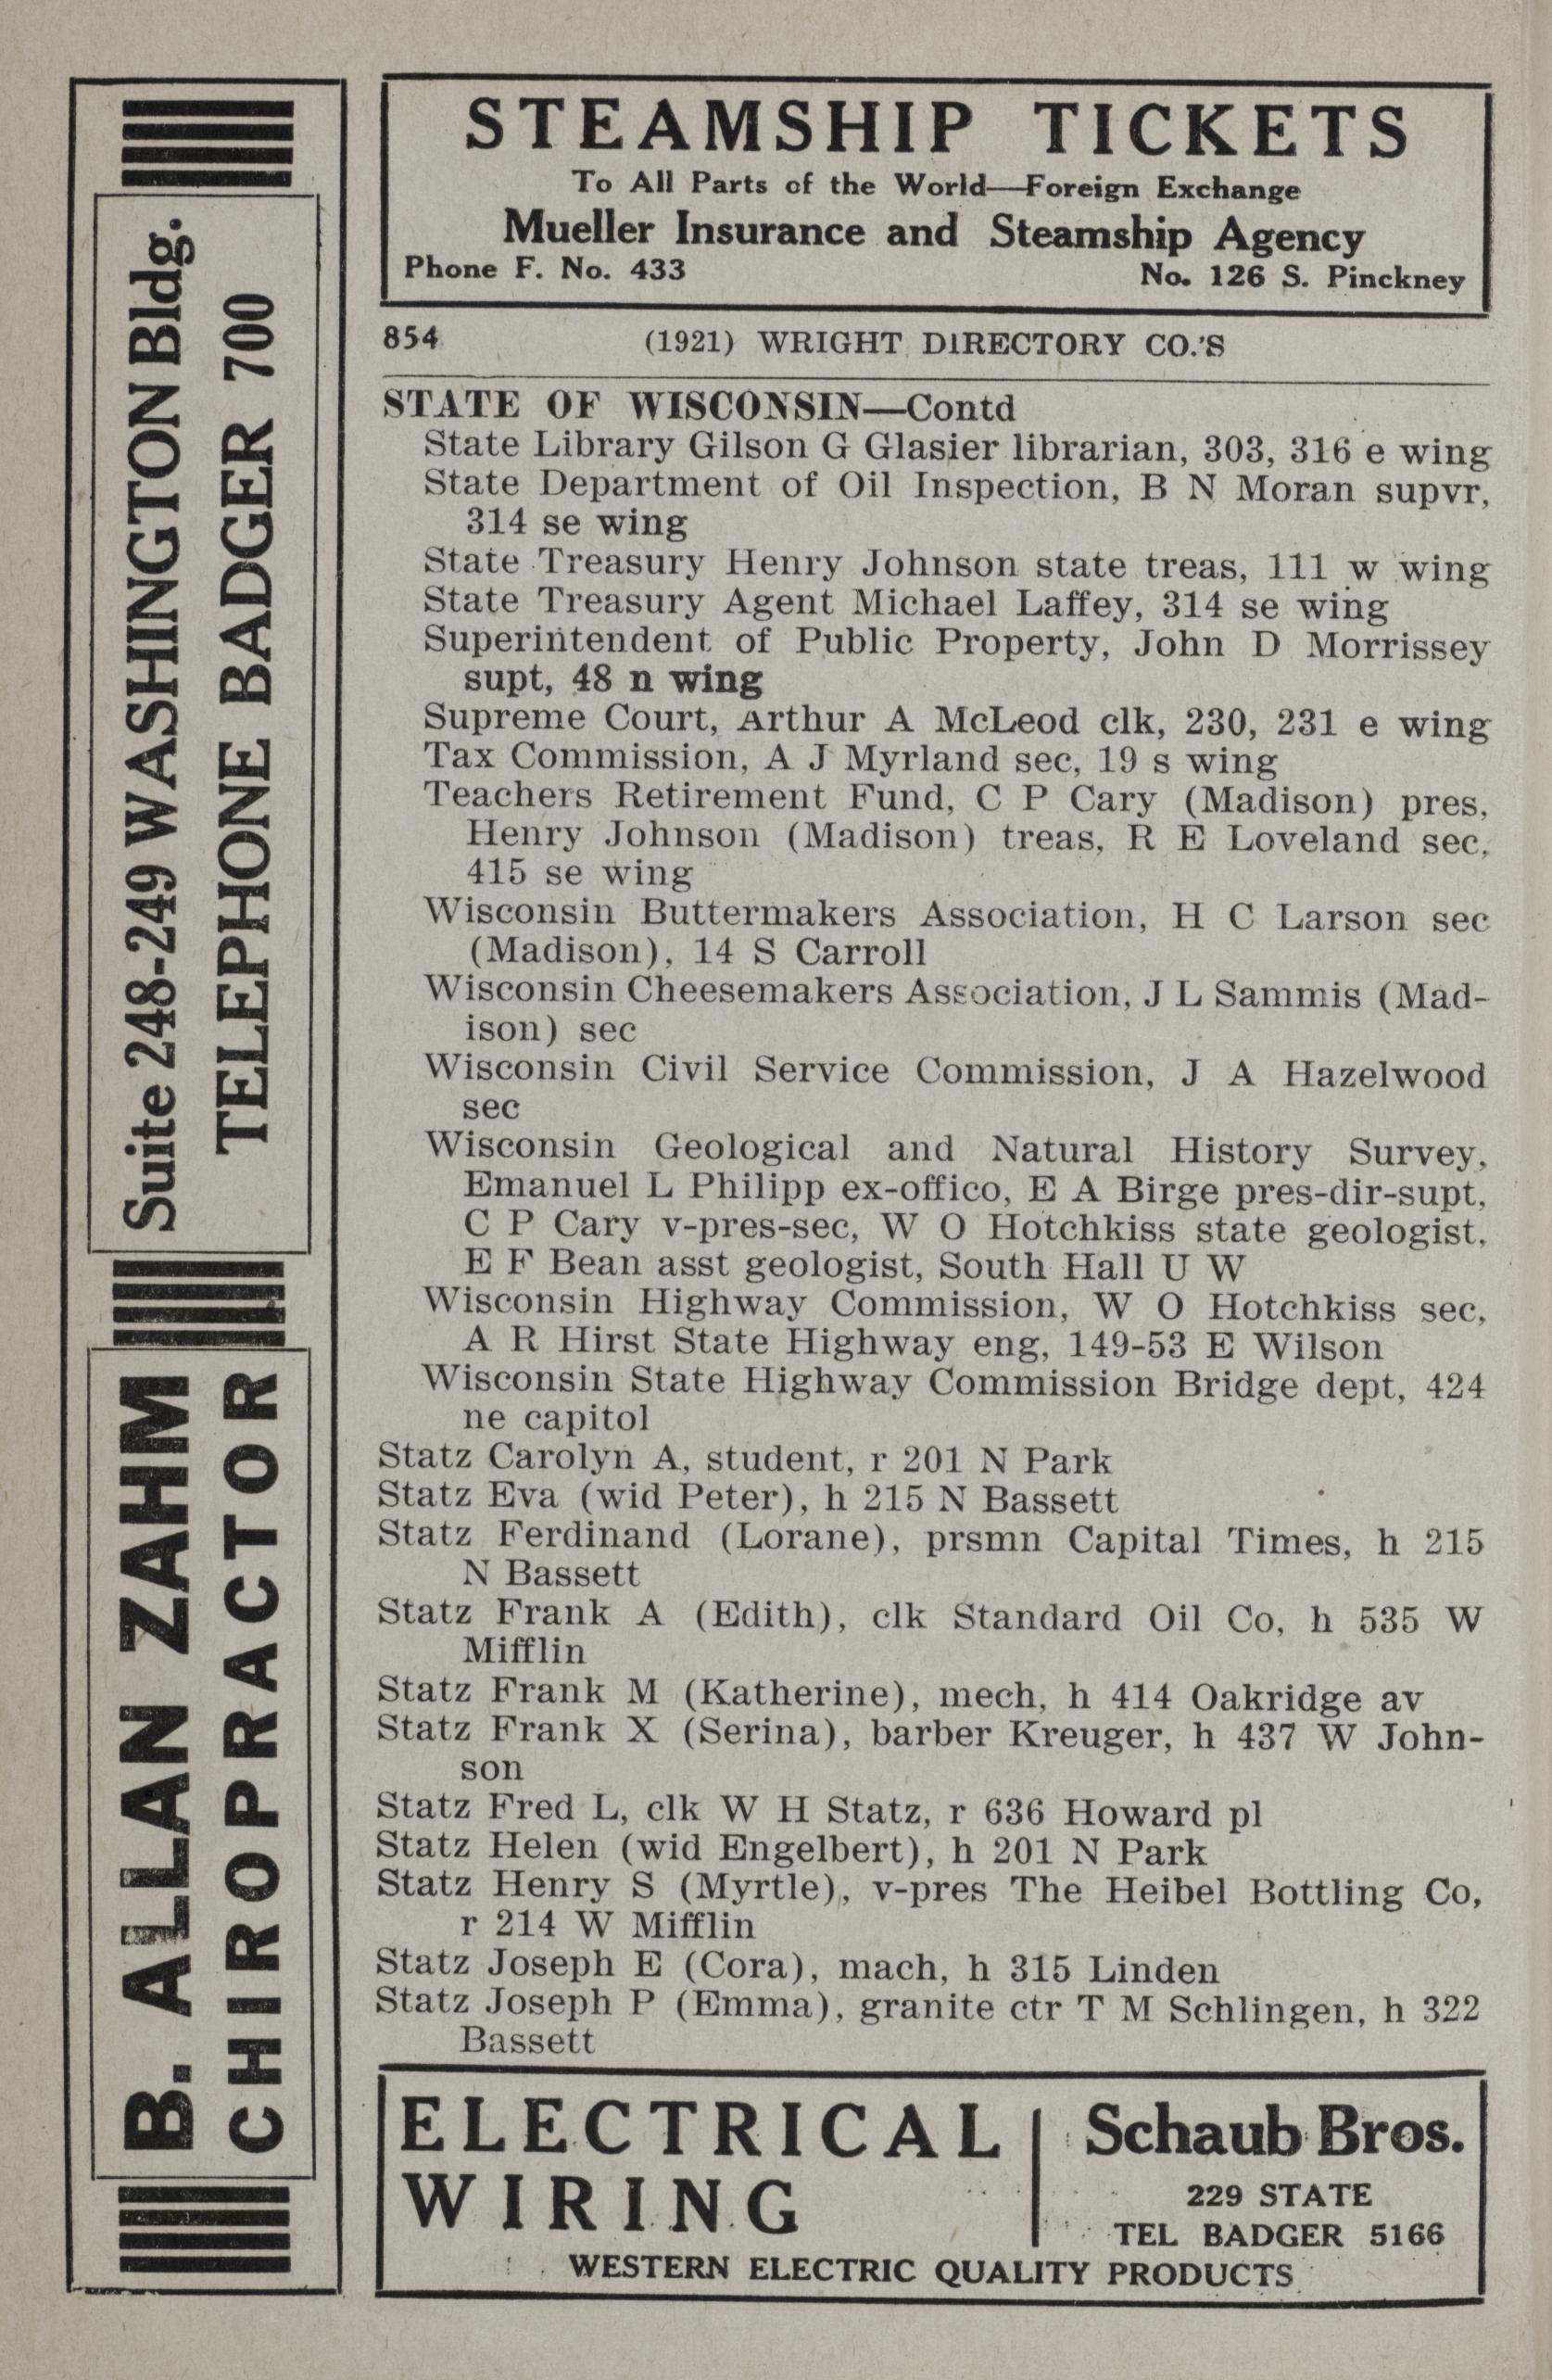 STEAMSHIP TICKETS
To All Parts of the World—Foreign Exchange
Mueller Insurance and Steamship Agency
Phone F. No. 433 No. 126 S. Pinckney
854 (1921) WRIGHT DIRECTORY CO.'S
STATE OF WISCONSIN—Contd
State Library Gilson G Glasier librarian, 303, 316 e wing
State Department of Oil Inspection, B N Moran supvr,
314 se wing
State Treasury Henry Johnson state treas, 111 w wing
State Treasury Agent Michael Laffey, 314 se wing
Superintendent of Public Property, John D Morrissey
supt, 48 n wing
Supreme Court, Arthur A McLeod clk, 230, 231 e wing
Tax Commission, A J Myrland sec, 19 s wing
Teachers Retirement Fund, C P Cary (Madison) pres,
Henry Johnson (Madison) treas, R E Loveland sec,
415 se wing
Wisconsin Buttermakers Association, H C Larson sec
(Madison), 14 S Carroll
Wisconsin Cheesemakers Association, J L Sammis (Mad-
ison) sec
Wisconsin Civil Service Commission, J A Hazelwood
sec
Wisconsin Geological and Natural History Survey,
Emanuel L Philipp ex-offico, E A Birge pres-dir-supt,
C P Cary v-pres-sec, W O Hotchkiss state geologist,
E F Bean asst geologist, South Hall U W
Wisconsin Highway Commission, W O Hotchkiss sec,
A R Hirst State Highway eng, 149-53 E Wilson
Wisconsin State Highway Commission Bridge dept, 424
ne capitol
Statz Carolyn A, student, r 201 N Park
Statz Eva (wid Peter), h 215 N Bassett
Statz Ferdinand (Lorane), prsmn Capital Times, h 215
N Bassett
Statz Frank A (Edith), clk Standard Oil Co, h 535 W
Mifflin
Statz Frank M (Katherine), mech, h 414 Oakridge av
Statz Frank X (Serina), barber Kreuger, h 437 W John-
son
Statz Fred L, clk W H Statz, r 636 Howard pl
Statz Helen (wid Engelbert), h 201 N Park
Statz Henry S (Myrtle), v-pres The Heibel Bottling Co,
r 214 W Mifflin
Statz Joseph E (Cora), mach, h 315 Linden
Statz Joseph P (Emma), granite ctr T M Schlingen, h 322
Bassett
ELECTRICAL
WIRING
Schaub Bros.
229 STATE
TEL BADGER 5166
WESTERN ELECTRIC QUALITY PRODUCTS
B. ALLAN ZAHM
CHIROPRACTOR
Suite 248-249 WASHINGTON Bldg.
TELEPHONE BADGER 700